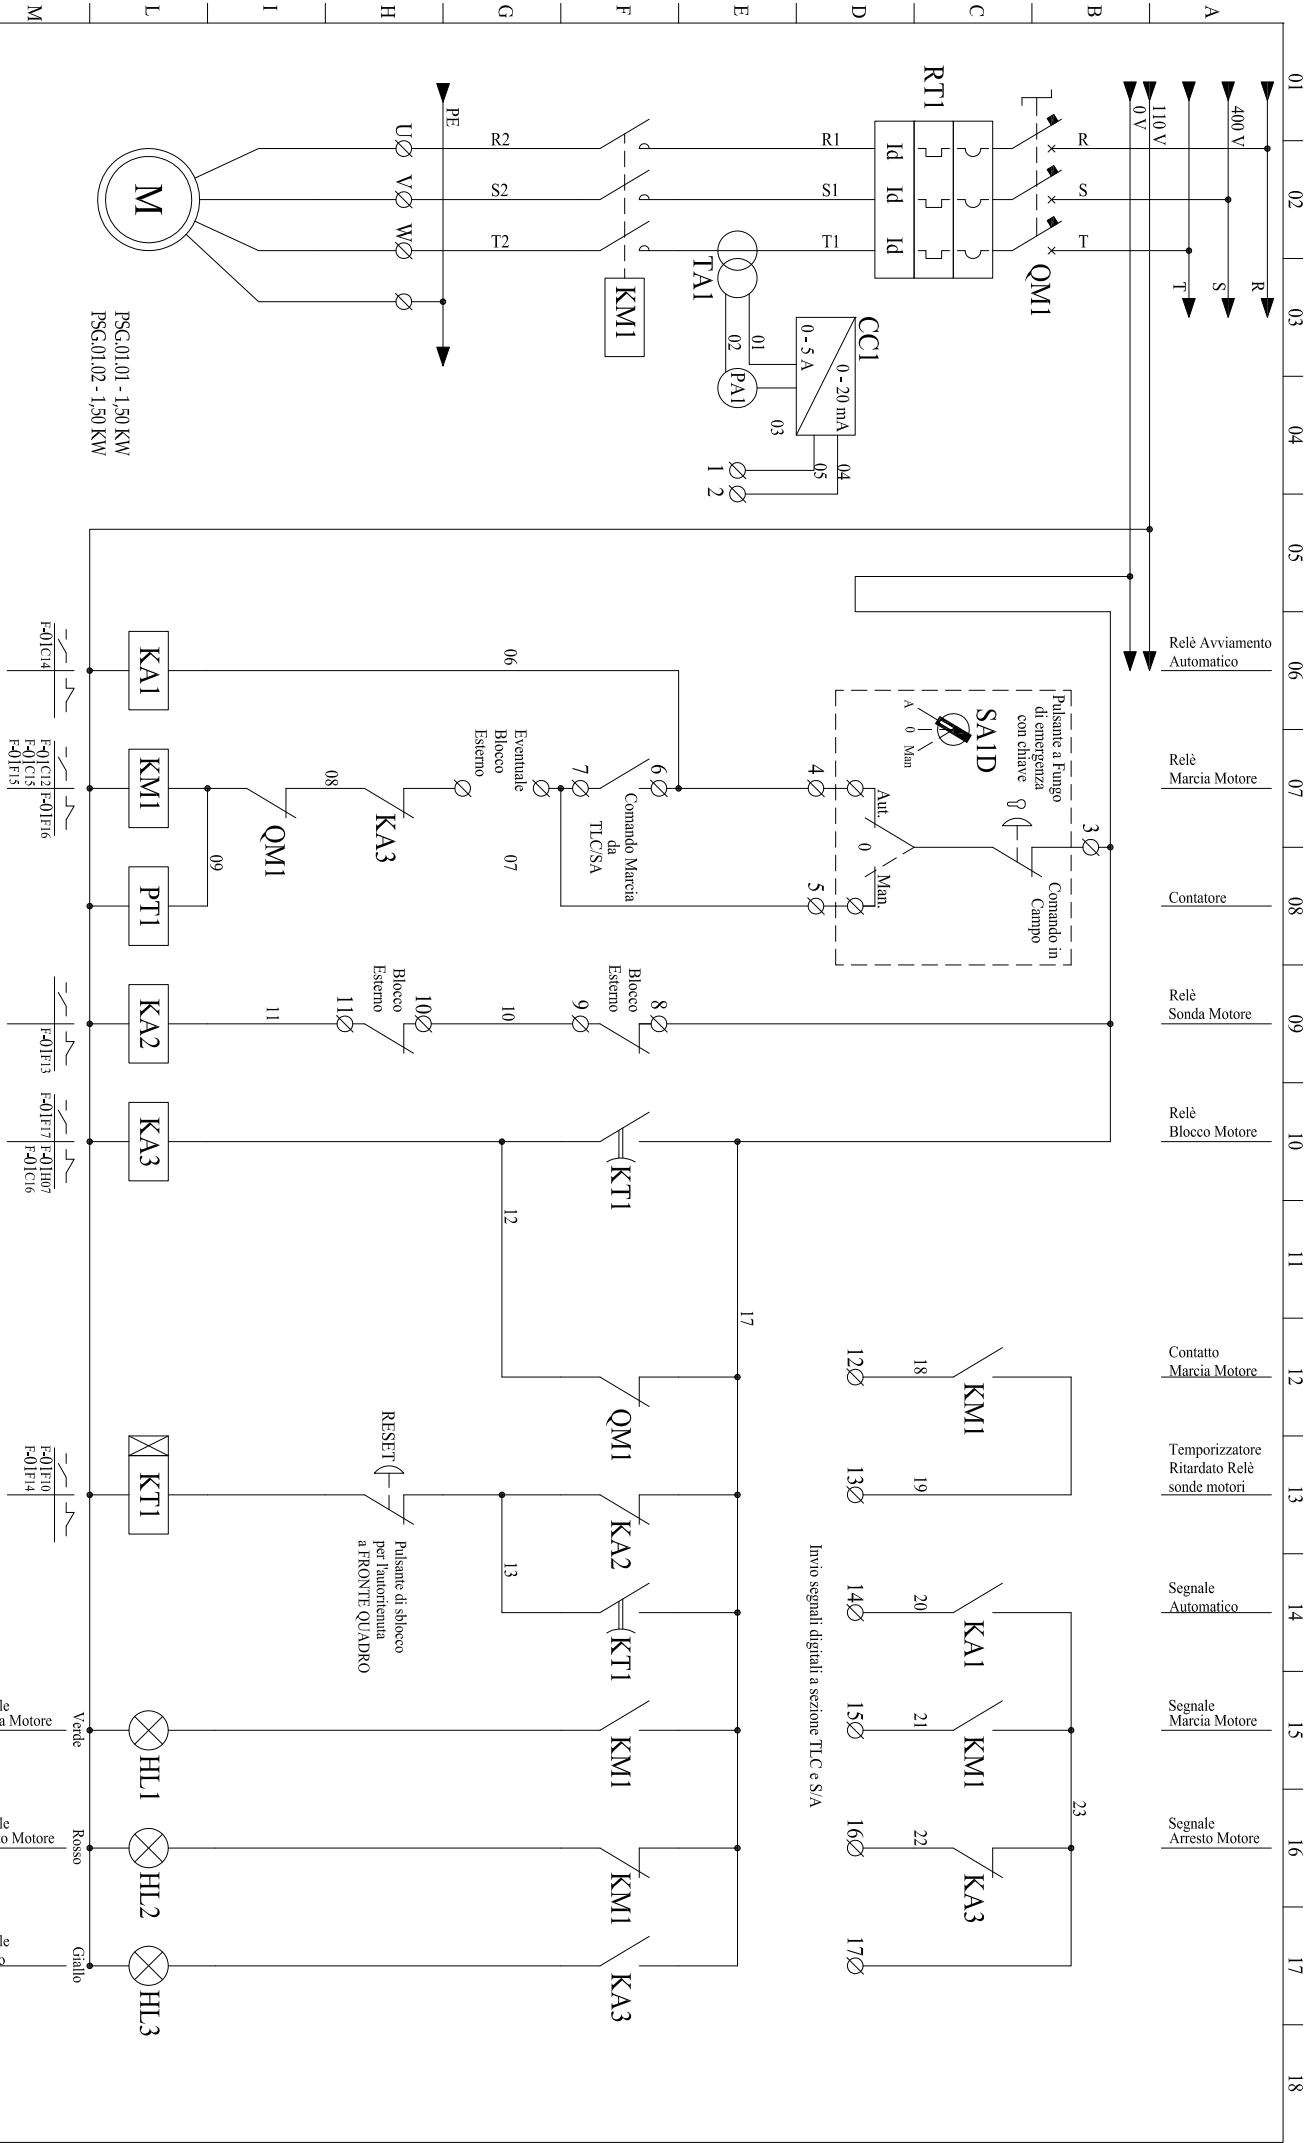 01
02
03
04
05
06
07
08
09
10
11
12
13
14
15
16
17
18
A
B
C
D
E
F
G
H
I
L
M
400 V
110 V
0 V
R
S
T
R
S
T
QM1
RT1
Id
Id
Id
R1
S1
T1
CC1
0 - 20 mA
0 - 5 A
TA1
01
02
PA1
03
04
05
1
2
KM1
R2
S2
T2
PE
U
V
W
M
PSG.01.01 - 1,50 KW
PSG.01.02 - 1,50 KW
Relè Avviamento
Automatico
Relè
Marcia Motore
Contatore
Relè
Sonda Motore
Relè
Blocco Motore
Contatto
Marcia Motore
Temporizzatore
Ritardato Relè
sonde motori
Segnale
Automatico
Segnale
Marcia Motore
Segnale
Arresto Motore
Pulsante a Fungo
di emergenza
con chiave
SA1D
A
0
Man
3
Comando in
Campo
Aut.
0
Man.
4
5
6
7
Comando Marcia
da
TLC/SA
Eventuale
Blocco
Esterno
06
07
KA3
08
QM1
09
KA1
KM1
PT1
8
9
Blocco
Esterno
10
10
11
Blocco
Esterno
11
KA2
KT1
12
KA3
17
KM1
18
19
12
13
QM1
KA2
KT1
13
RESET
Pulsante di sblocco
per l'autoritenuta
a FRONTE QUADRO
KT1
KA1
20
14
KM1
21
15
23
KA3
22
16
17
Invio segnali digitali a sezione TLC e S/A
KM1
KM1
KA3
HL1
HL2
HL3
Verde
Rosso
Giallo
F-01C14
F-01C12
F-01C15
F-01F15
F-01F16
F-01F13
F-01F17
F-01H07
F-01C16
F-01F10
F-01F14
le
a Motore
le
o Motore
le
o